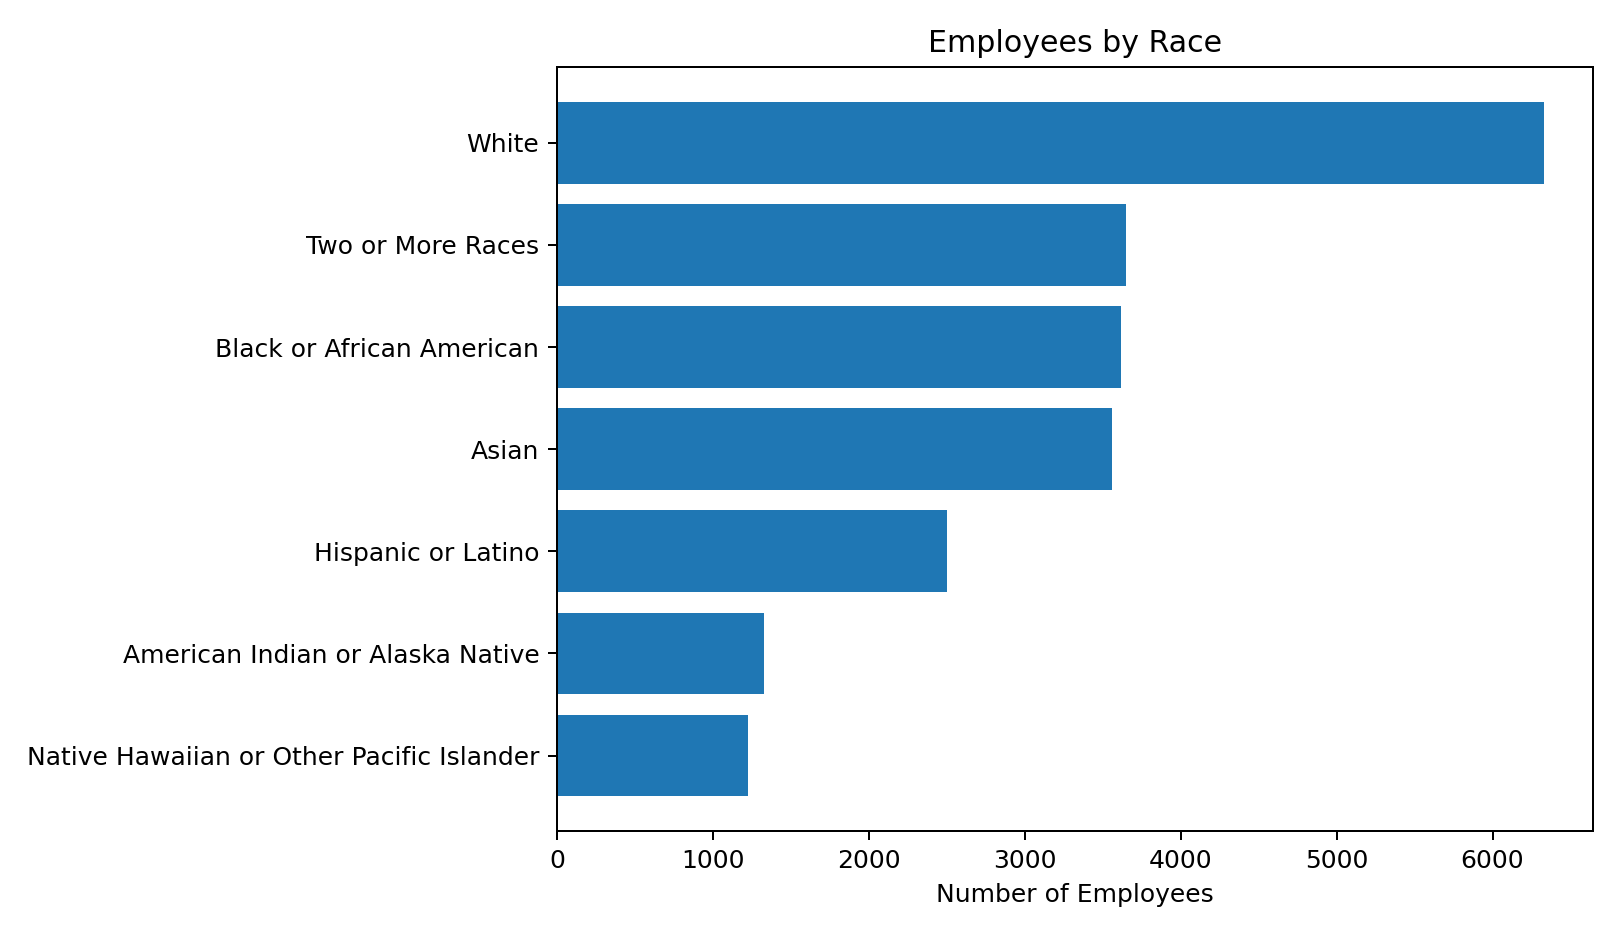 Employees by Race
White
Two or More Races
Black or African American
Asian
Hispanic or Latino
American Indian or Alaska Native
Native Hawaiian or Other Pacific Islander
0 1000 2000 3000 4000 5000 6000
Number of Employees